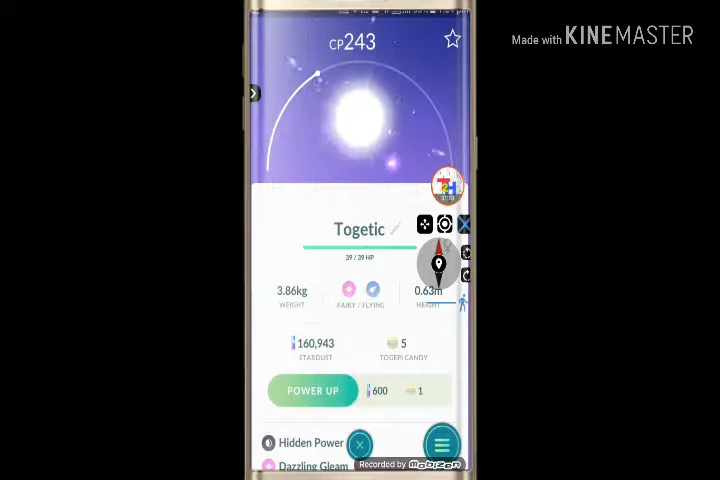 CP243
Made with KINEMASTER
Togetic
39 / 39 HP
3.86kg
WEIGHT
FAIRY / FLYING
0.63m
HEIGHT
160,943
STARDUST
5
TOGEPI CANDY
POWER UP
600
1
Hidden Power
Dazzling Gleam
Recorded by mobizen